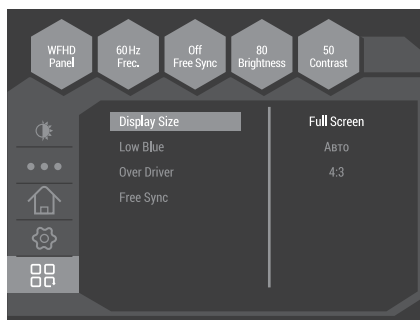 WFHD
Panel
60Hz
Frec.
Off
Free Sync
80
Brightness
50
Contrast
Display Size
Full Screen
Low Blue
Авто
Over Driver
4:3
Free Sync